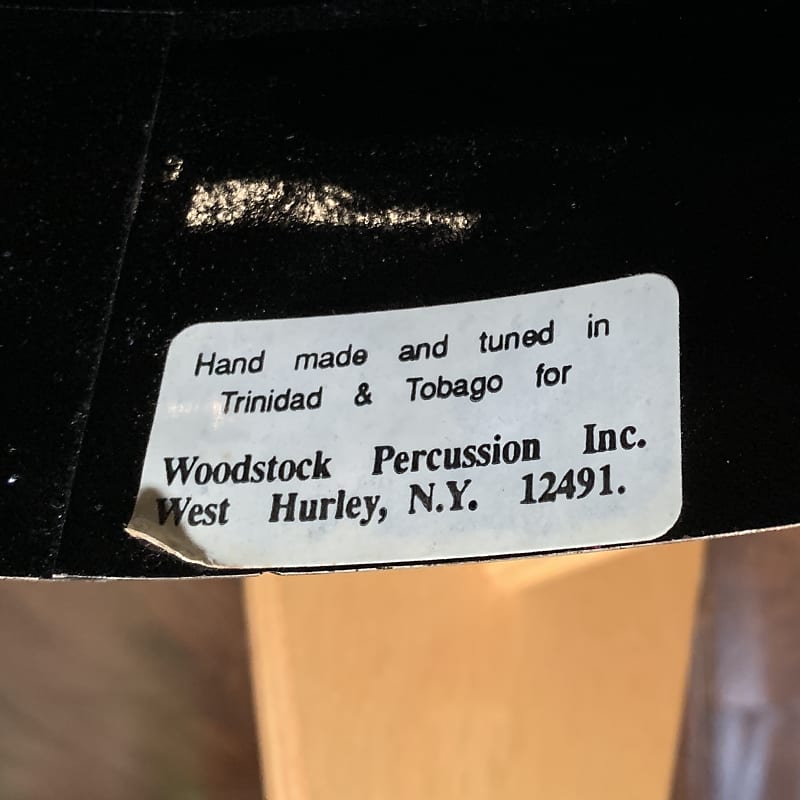 Hand made and tuned in
Trinidad & Tobago for
Woodstock Percussion Inc.
West Hurley, N.Y. 12491.